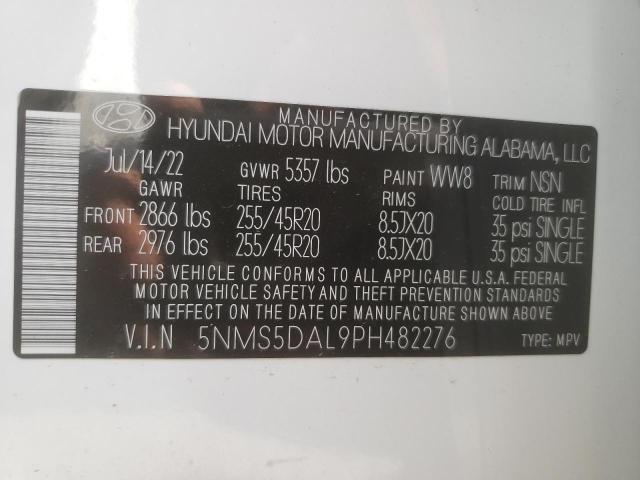 MANUFACTURED BY
HYUNDAI MOTOR MANUFACTURING ALABAMA, LLC
Jul/14/22 GVWR 5357 lbs PAINT WW8 TRIM NSN
GAWR TIRES RIMS COLD TIRE INFL
FRONT 2866 lbs 255/45R20 8.5JX20 35 psi SINGLE
REAR 2976 lbs 255/45R20 8.5JX20 35 psi SINGLE
THIS VEHICLE CONFORMS TO ALL APPLICABLE U.S.A. FEDERAL
MOTOR VEHICLE SAFETY AND THEFT PREVENTION STANDARDS
IN EFFECT ON THE DATE OF MANUFACTURE SHOWN ABOVE
V.I.N 5NMS5DAL9PH482276 TYPE: MPV